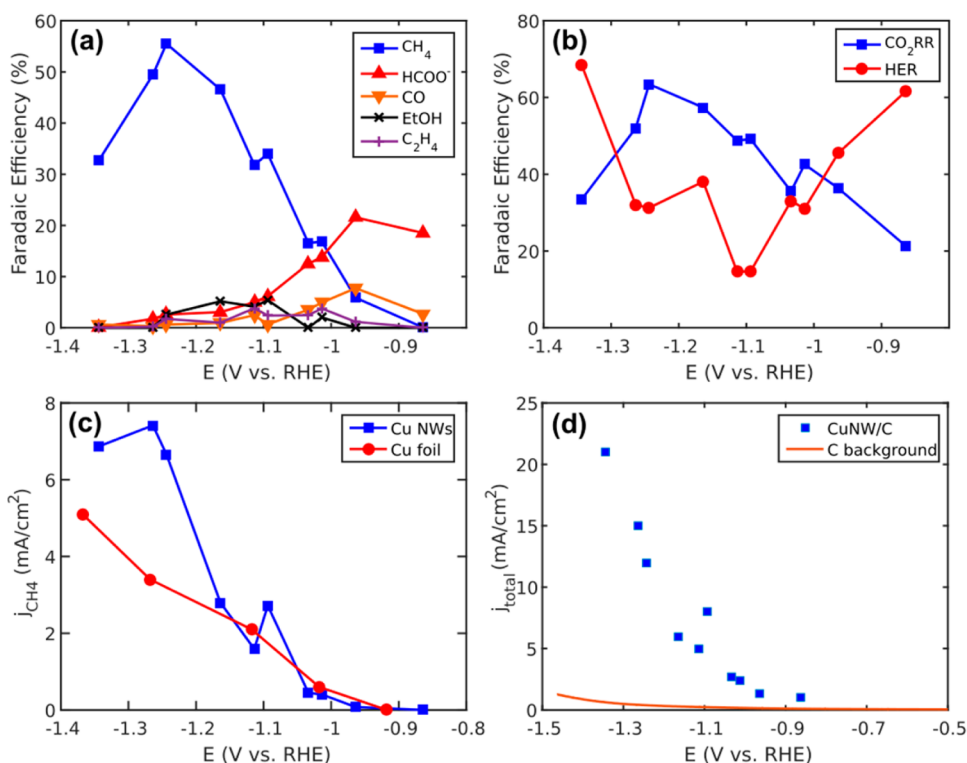 (a)
Faradaic Efficiency (%)
60
50
40
30
20
10
0
-1.4 -1.3 -1.2 -1.1 -1 -0.9
E (V vs. RHE)
CH4
HCOO-
CO
EtOH
C2H4
(b)
Faradaic Efficiency (%)
80
60
40
20
0
-1.4 -1.3 -1.2 -1.1 -1 -0.9
E (V vs. RHE)
CO2RR
HER
(c)
jCH4 (mA/cm2)
8
6
4
2
0
-1.4 -1.3 -1.2 -1.1 -1 -0.9 -0.8
E (V vs. RHE)
Cu NWs
Cu foil
(d)
jtotal(mA/cm2)
25
20
15
10
5
0
-1.5 -1.3 -1.1 -0.9 -0.7 -0.5
E (V vs. RHE)
CuNW/C
C background